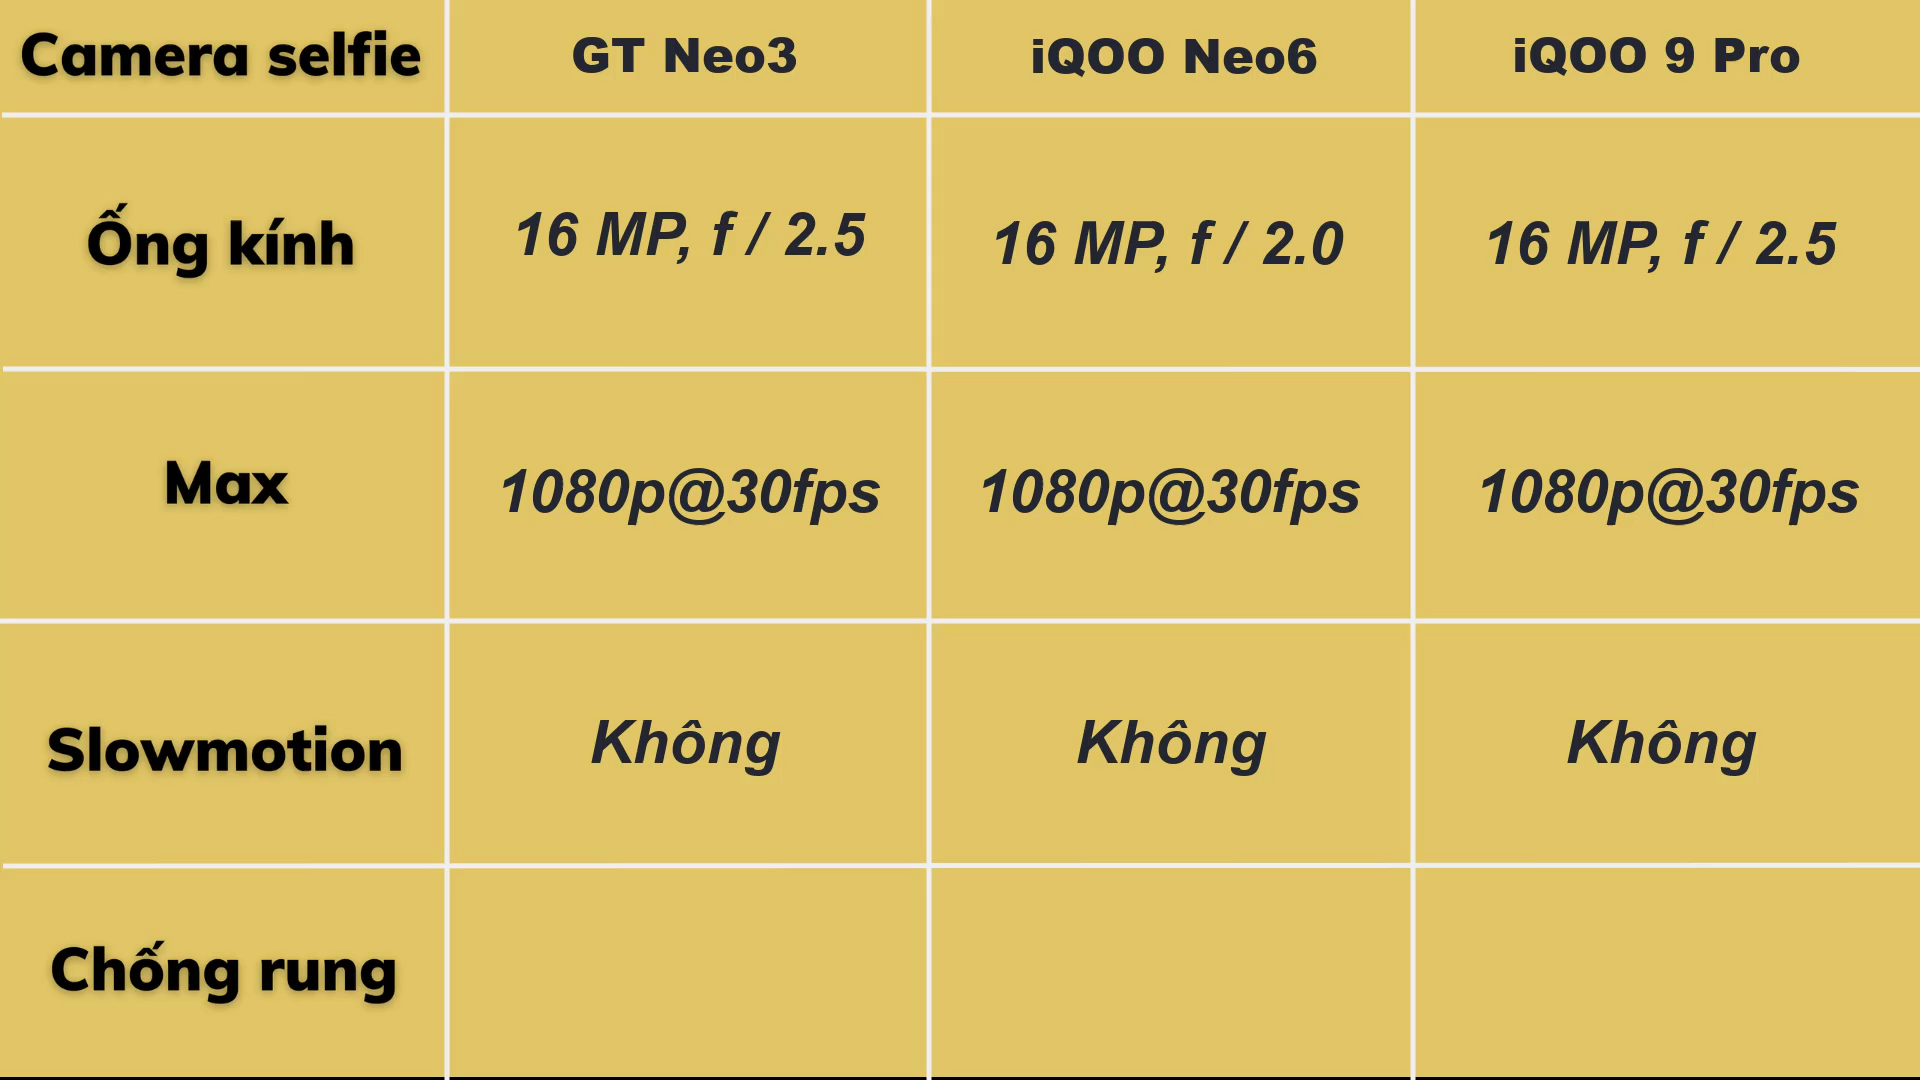 Camera selfie GT Neo3 iQOO Neo6 iQOO 9 Pro
Ống kính 16 MP, f / 2.5 16 MP, f / 2.0 16 MP, f / 2.5
Max 1080p@30fps 1080p@30fps 1080p@30fps
Slowmotion Không Không Không
Chống rung